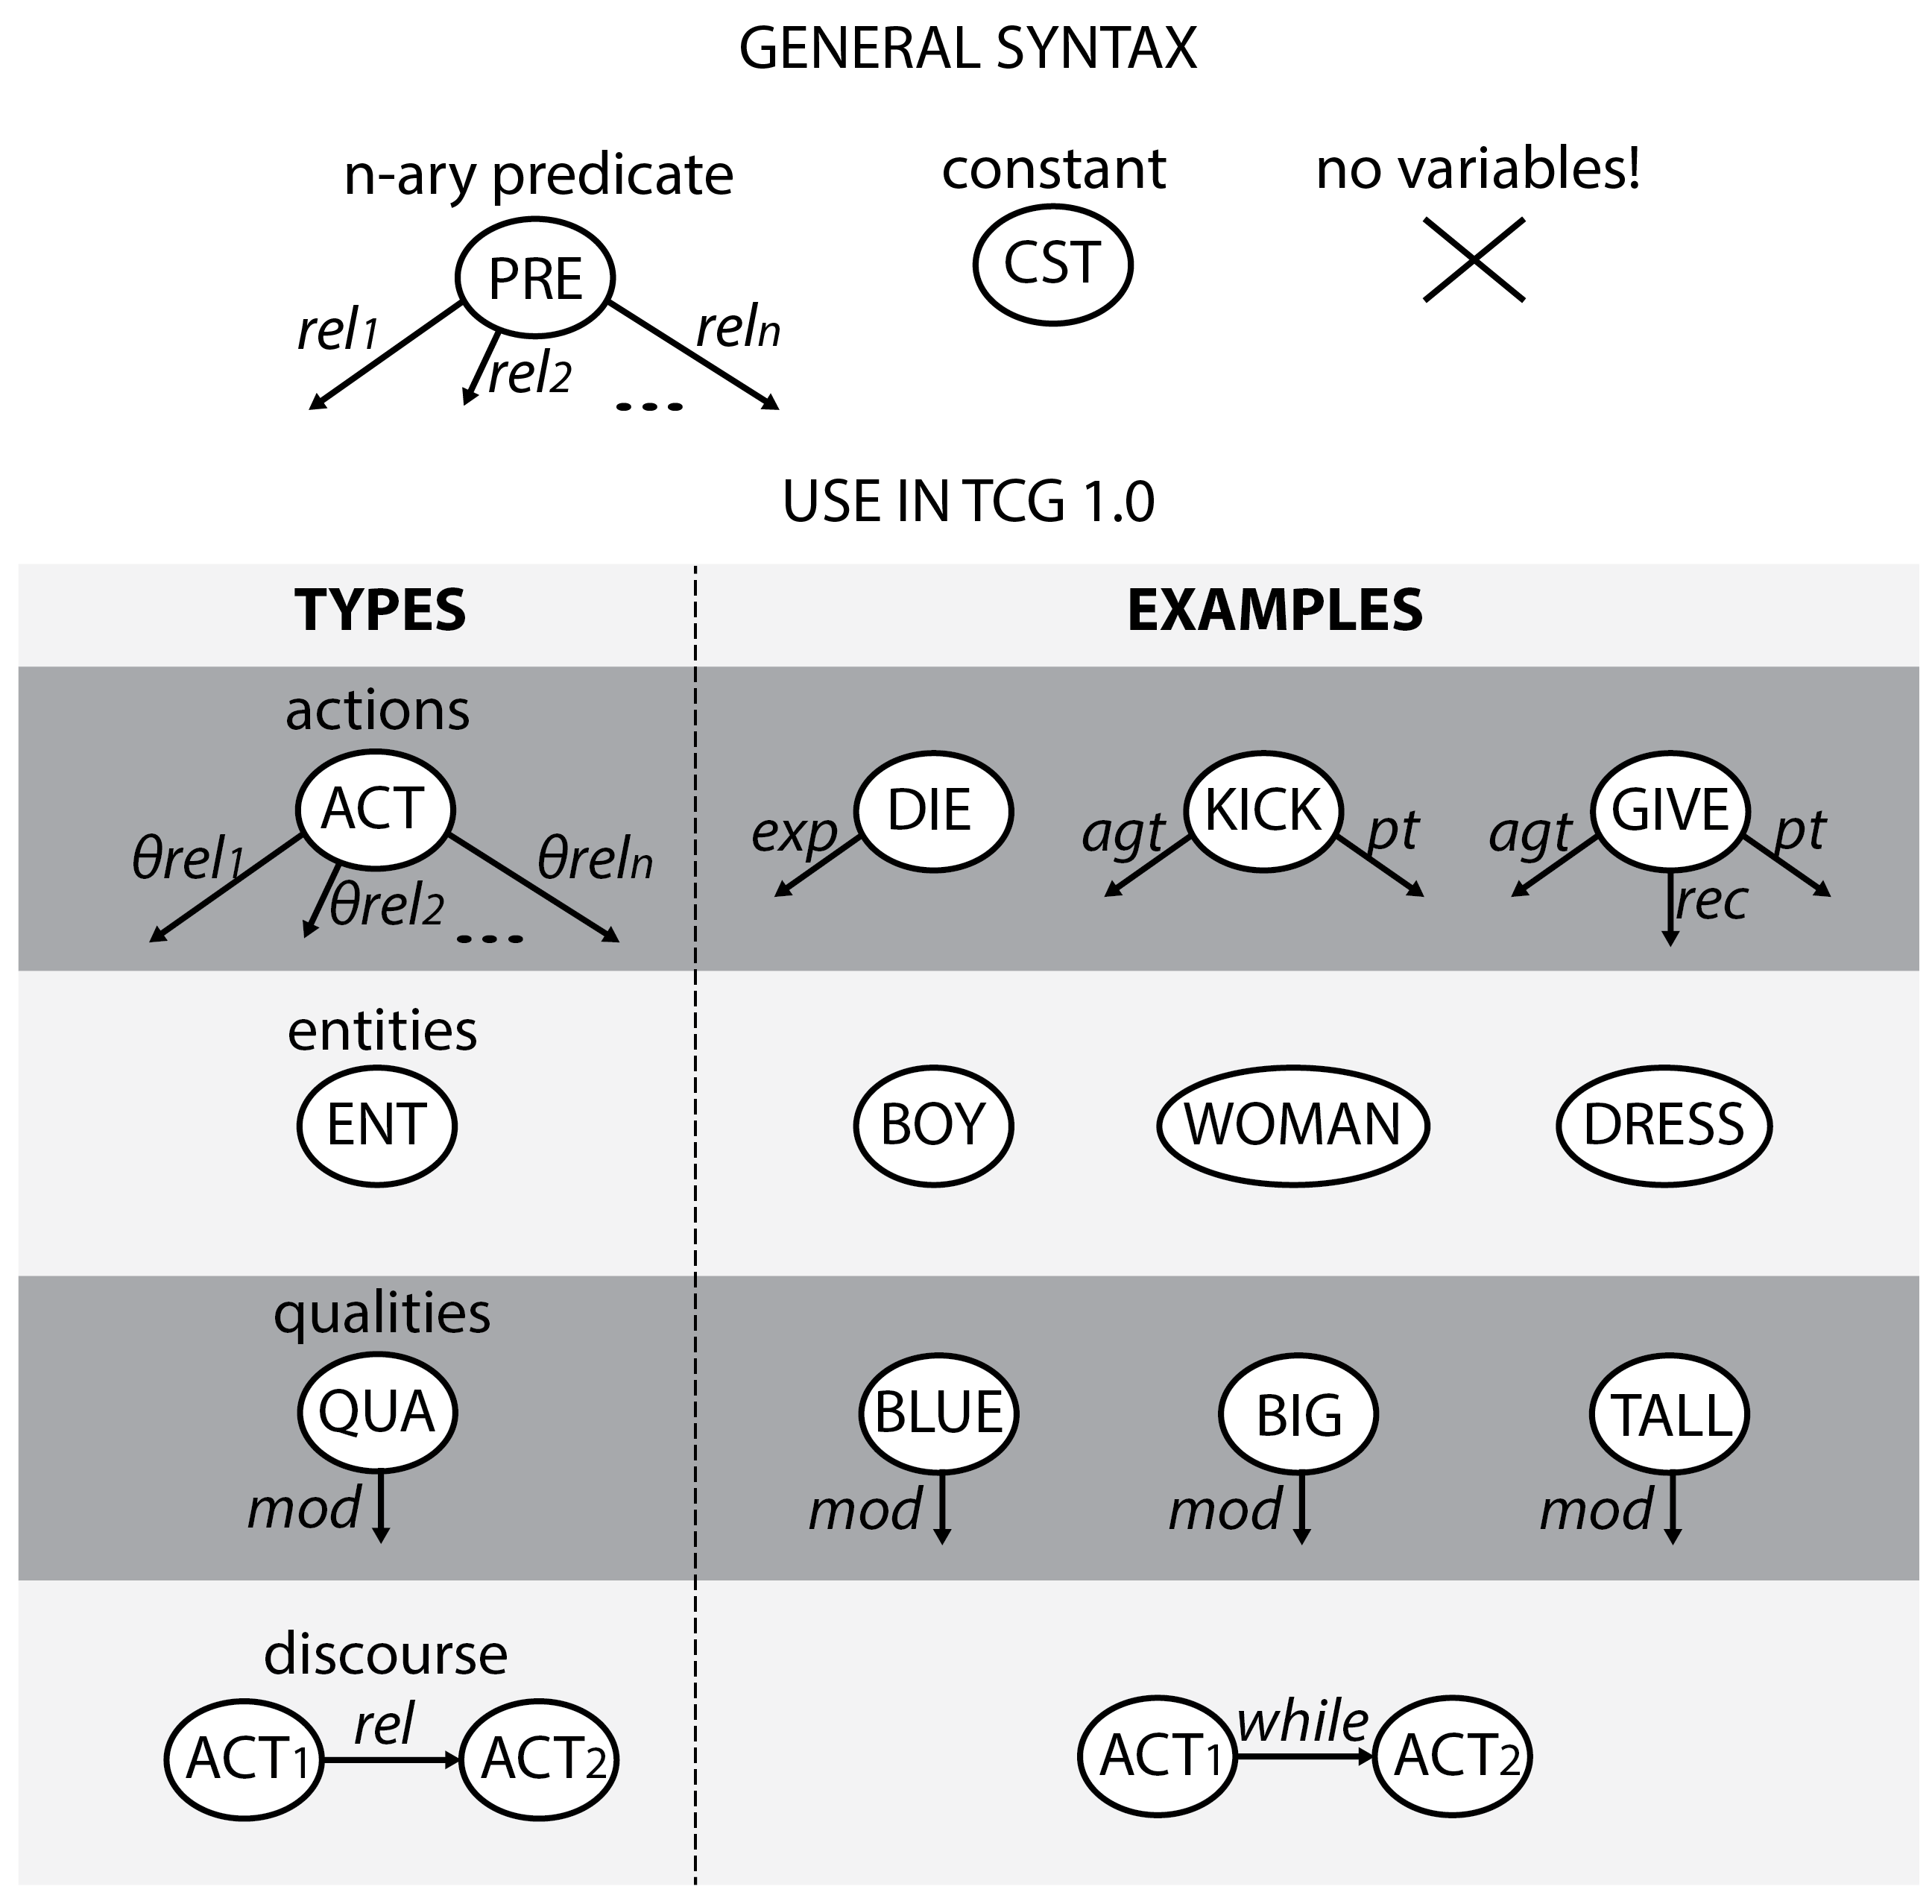 GENERAL SYNTAX
n-ary predicate
constant
no variables!
PRE
CST
rel1
rel2
...
reln
USE IN TCG 1.0
TYPES
EXAMPLES
actions
ACT
θrel1
θrel2
...
θreln
DIE
exp
KICK
agt
pt
GIVE
agt
rec
pt
entities
ENT
BOY
WOMAN
DRESS
qualities
QUA
mod
BLUE
mod
BIG
mod
TALL
mod
discourse
ACT1
rel
ACT2
ACT1
while
ACT2